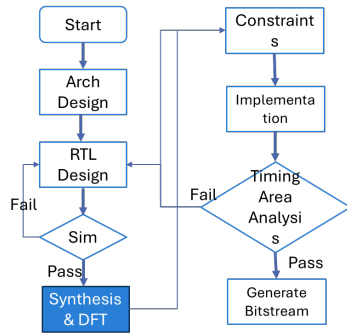 Start
Arch
Design
RTL
Design
Fail
Sim
Pass
Synthesis
& DFT
Constraint
s
Implementa
tion
Timing
Fail
Area
Analysi
s
Pass
Generate
Bitstream